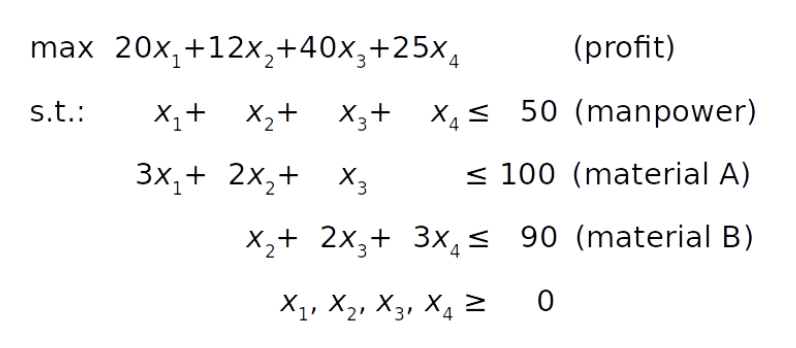 max 20x₁+12x₂+40x₃+25x₄ (profit)
s.t.: x₁+ x₂+ x₃+ x₄ ≤ 50 (manpower)
3x₁+ 2x₂+ x₃ ≤ 100 (material A)
x₂+ 2x₃+ 3x₄ ≤ 90 (material B)
x₁, x₂, x₃, x₄ ≥ 0